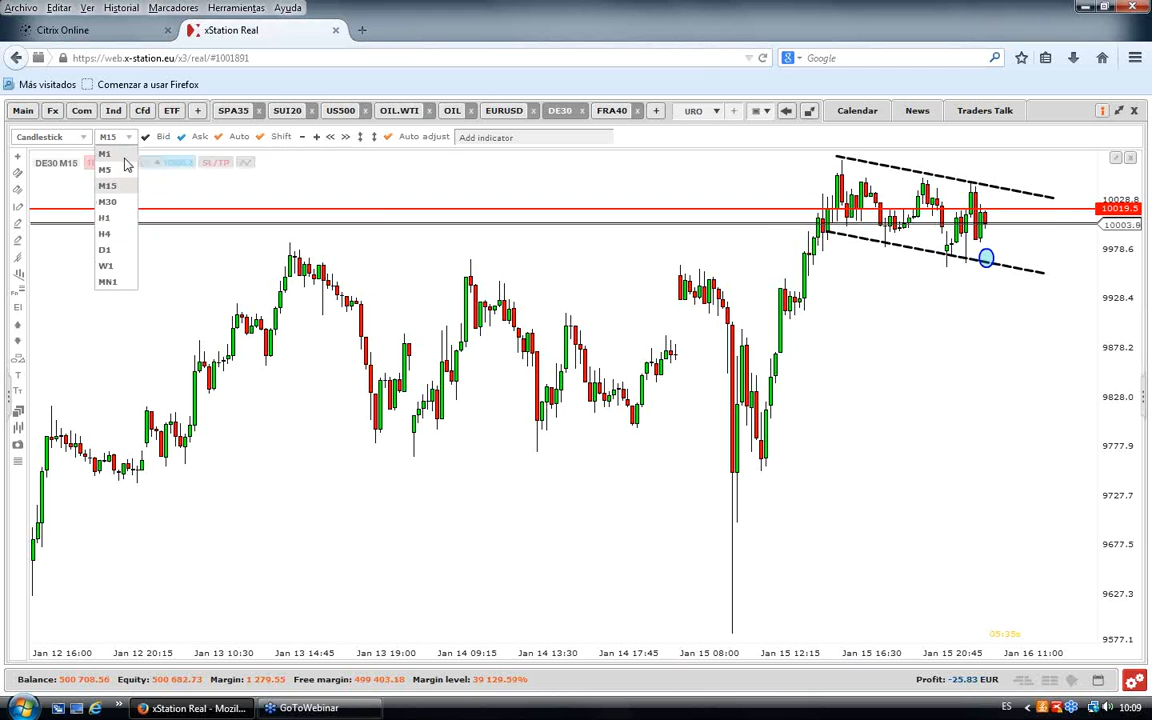 Archivo Editar Ver Historial Marcadores Herramientas Ayuda
Citrix Online × xStation Real × +
https://web.x-station.eu/x3/real/#1001891 Google
Más visitados Comenzar a usar Firefox
Main Fx Com Ind Cfd ETF + SPA35 × SUI20 × US500 × OIL.WTI × OIL × EURUSD × DE30 × FRA40 × + URO Calendar News Traders Talk
Candlestick M15 Bid Ask Auto Shift Auto adjust Add indicator
DE30 M15 SL/TP
M1
M5
M15
M30
H1
H4
D1
W1
MN1
10028.8
10019.5
10003.9
9978.6
9928.4
9878.2
9828.0
9777.9
9727.7
9677.5
9627.3
9577.1
05:35s
Jan 12 16:00 Jan 12 20:15 Jan 13 10:30 Jan 13 14:45 Jan 13 19:00 Jan 14 09:15 Jan 14 13:30 Jan 14 17:45 Jan 15 08:00 Jan 15 12:15 Jan 15 16:30 Jan 15 20:45 Jan 16 11:00
Balance: 500 708.56 Equity: 500 682.73 Margin: 1 279.55 Free margin: 499 403.18 Margin level: 39 129.59% Profit: -25.83 EUR
xStation Real - Mozil... GoToWebinar ES 10:09